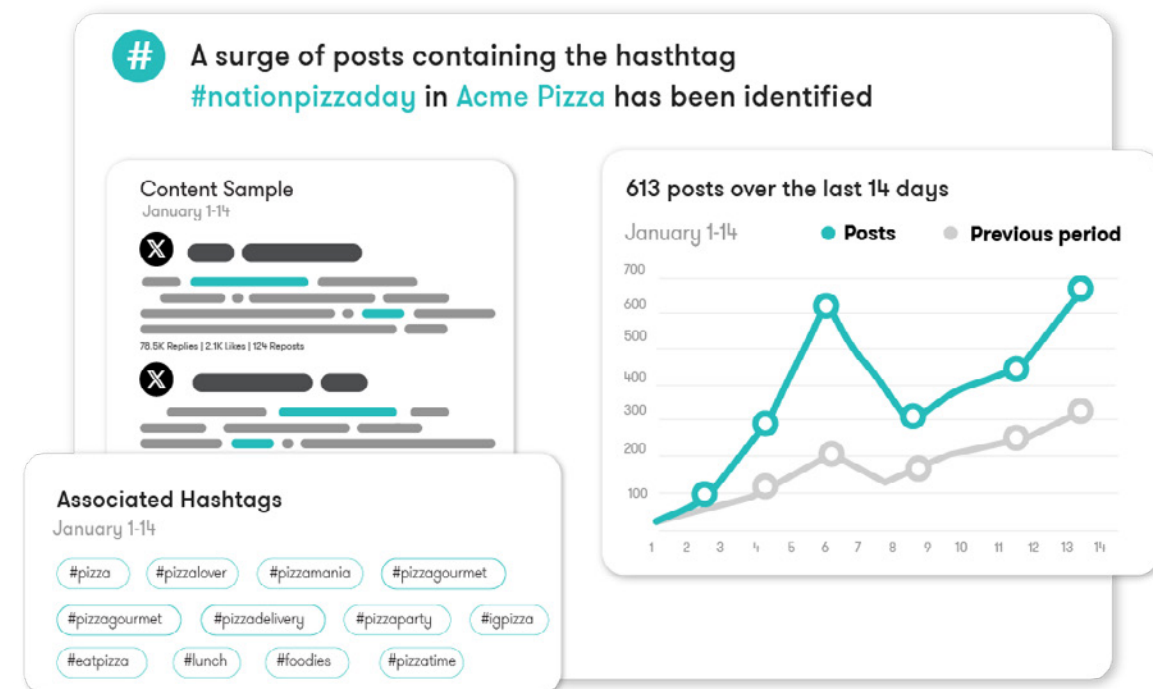 #
A surge of posts containing the hasthtag
#nationpizzaday in Acme Pizza has been identified
Content Sample
January 1-14
X
78.5K Replies | 2.1K Likes | 124 Reposts
X
Associated Hashtags
January 1-14
#pizza #pizzalover #pizzamania #pizzagourmet
#pizzagourmet #pizzadelivery #pizzaparty #igpizza
#eatpizza #lunch #foodies #pizzatime
613 posts over the last 14 days
January 1-14 Posts Previous period
700
600
500
400
300
200
100
1 2 3 4 5 6 7 8 9 10 11 12 13 14